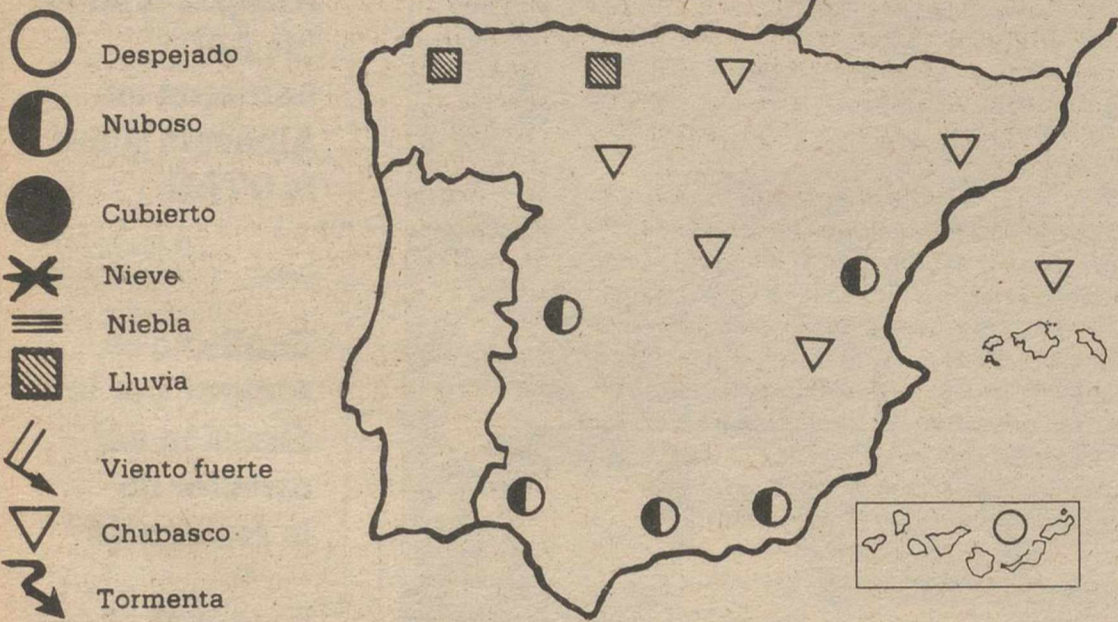 Despejado
Nuboso
Cubierto
Nieve
Niebla
Lluvia
Viento fuerte
Chubasco
Tormenta